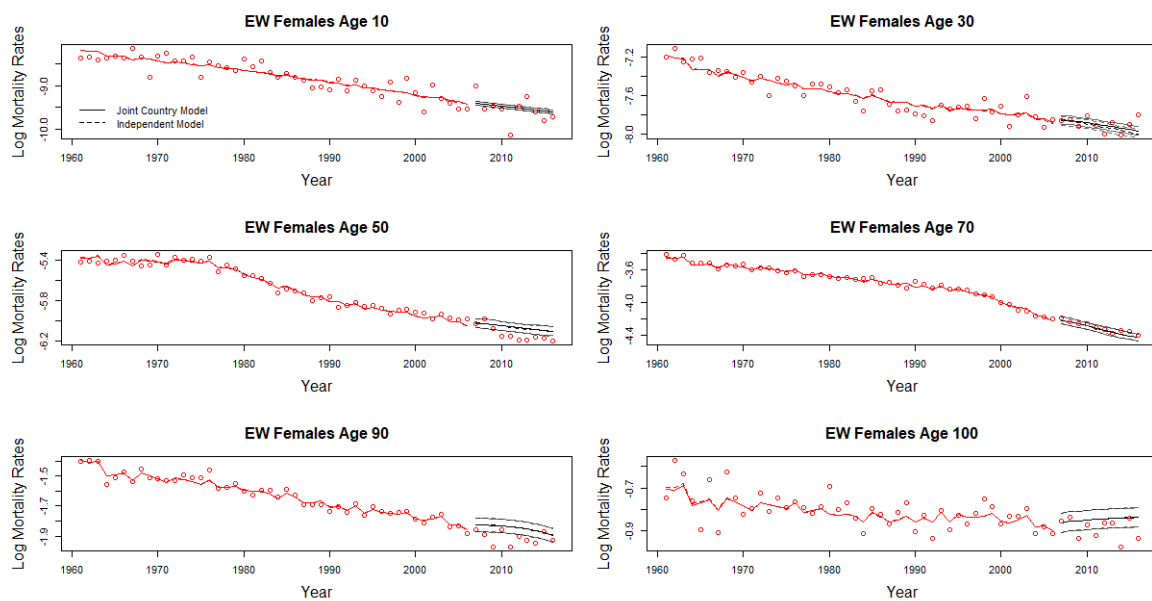 EW Females Age 10
Log Mortality Rates
-9.0
-10.0
Joint Country Model
Independent Model
1960 1970 1980 1990 2000 2010
Year
EW Females Age 30
Log Mortality Rates
-7.2
-7.6
-8.0
1960 1970 1980 1990 2000 2010
Year
EW Females Age 50
Log Mortality Rates
-5.4
-5.8
-6.2
1960 1970 1980 1990 2000 2010
Year
EW Females Age 70
Log Mortality Rates
-3.6
-4.0
-4.4
1960 1970 1980 1990 2000 2010
Year
EW Females Age 90
Log Mortality Rates
-1.5
-1.7
-1.9
1960 1970 1980 1990 2000 2010
Year
EW Females Age 100
Log Mortality Rates
-0.7
-0.9
1960 1970 1980 1990 2000 2010
Year